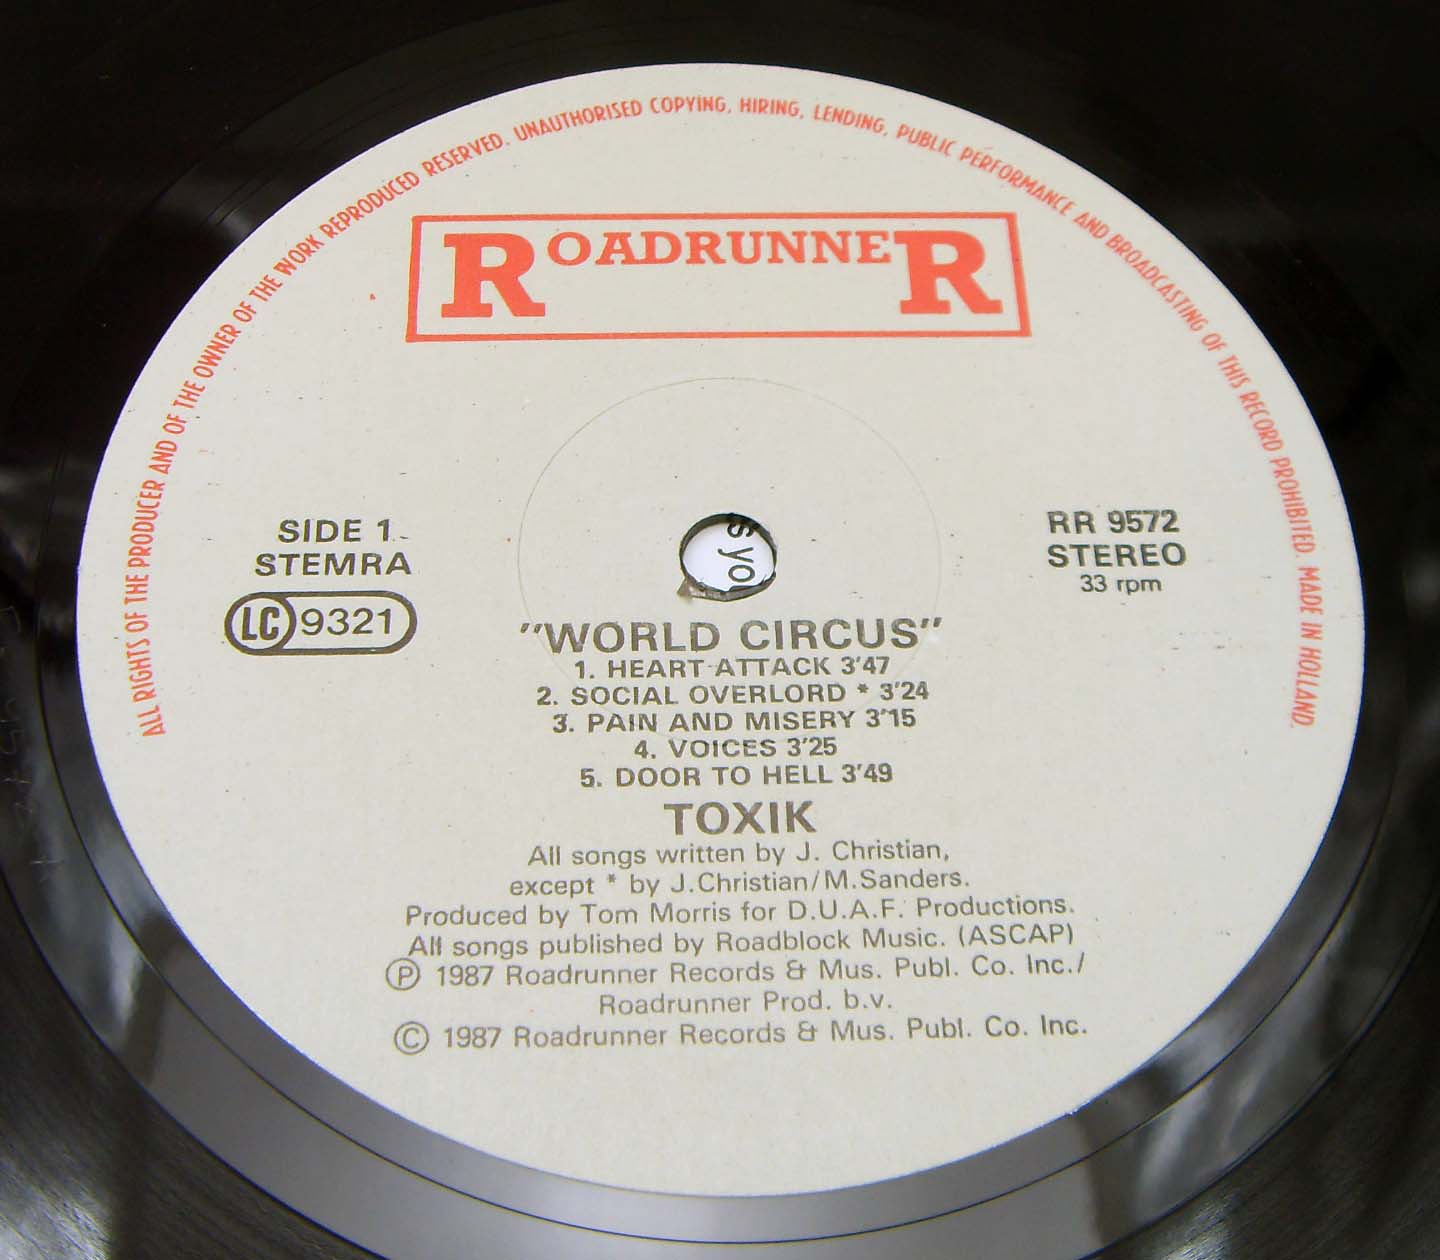 ALL RIGHTS OF THE PRODUCER AND OF THE OWNER OF THE WORK REPRODUCED RESERVED. UNAUTHORISED COPYING, HIRING, LENDING, PUBLIC PERFORMANCE AND BROADCASTING OF THIS RECORD PROHIBITED. MADE IN HOLLAND.
ROADRUNNER
SIDE 1
STEMRA
LC 9321
RR 9572
STEREO
33 rpm
s yo
"WORLD CIRCUS"
1. HEART ATTACK 3'47
2. SOCIAL OVERLORD * 3'24
3. PAIN AND MISERY 3'15
4. VOICES 3'25
5. DOOR TO HELL 3'49
TOXIK
All songs written by J. Christian,
except * by J.Christian/M.Sanders.
Produced by Tom Morris for D.U.A.F. Productions.
All songs published by Roadblock Music. (ASCAP)
Ⓟ 1987 Roadrunner Records & Mus. Publ. Co. Inc./
Roadrunner Prod. b.v.
© 1987 Roadrunner Records & Mus. Publ. Co. Inc.